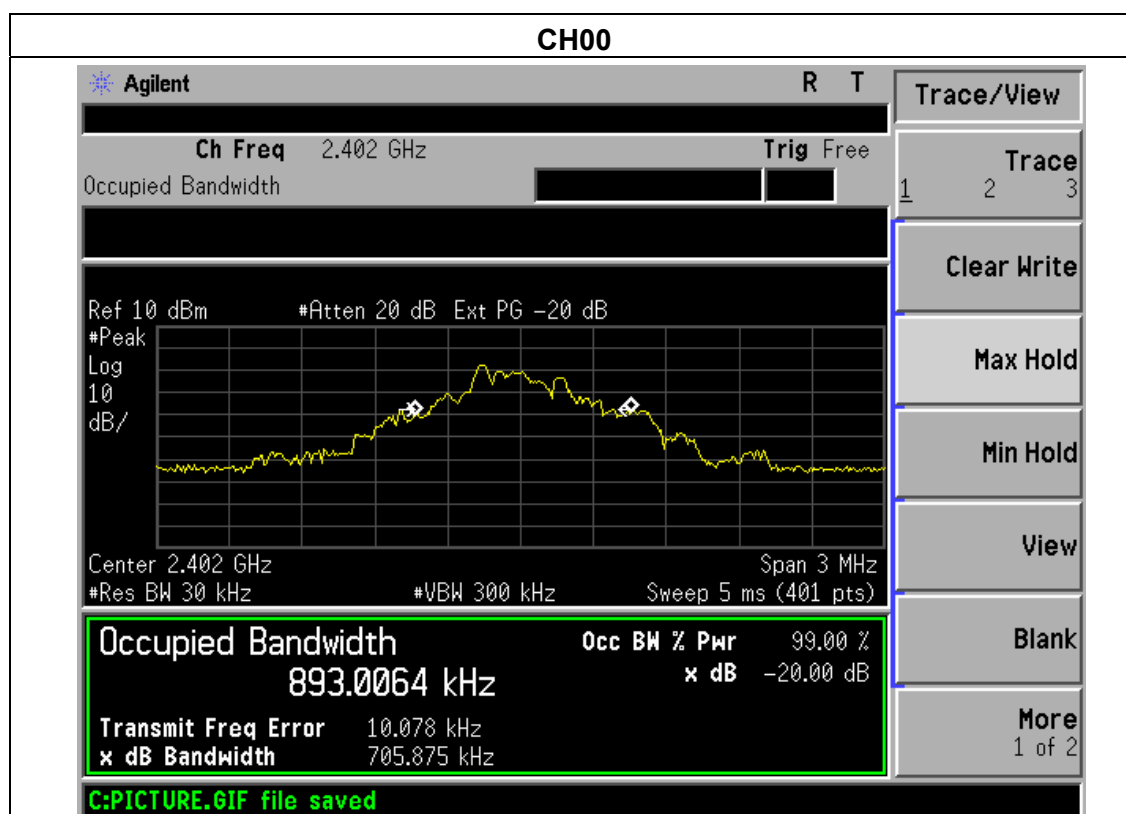 CH00
Agilent R T
Ch Freq 2.402 GHz Trig Free
Occupied Bandwidth
Trace/View
Trace
1 2 3
Clear Write
Max Hold
Min Hold
View
Blank
More
1 of 2
Ref 10 dBm #Atten 20 dB Ext PG -20 dB
#Peak
Log
10
dB/
Center 2.402 GHz Span 3 MHz
#Res BW 30 kHz #VBW 300 kHz Sweep 5 ms (401 pts)
Occupied Bandwidth Occ BW % Pwr 99.00 %
893.0064 kHz x dB -20.00 dB
Transmit Freq Error 10.078 kHz
x dB Bandwidth 705.875 kHz
C:PICTURE.GIF file saved